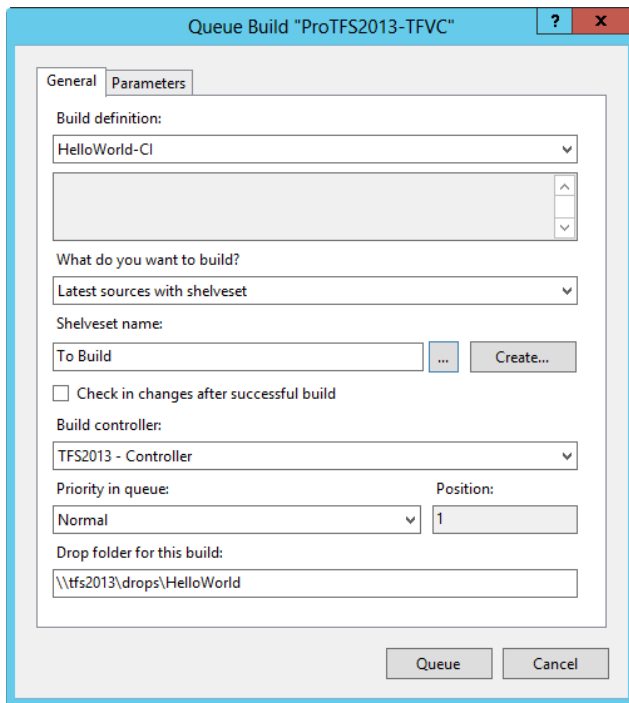 Queue Build "ProTFS2013-TFVC"
? x
General Parameters
Build definition:
HelloWorld-CI
What do you want to build?
Latest sources with shelveset
Shelveset name:
To Build
... Create...
Check in changes after successful build
Build controller:
TFS2013 - Controller
Priority in queue: Position:
Normal 1
Drop folder for this build:
\\tfs2013\drops\HelloWorld
Queue Cancel